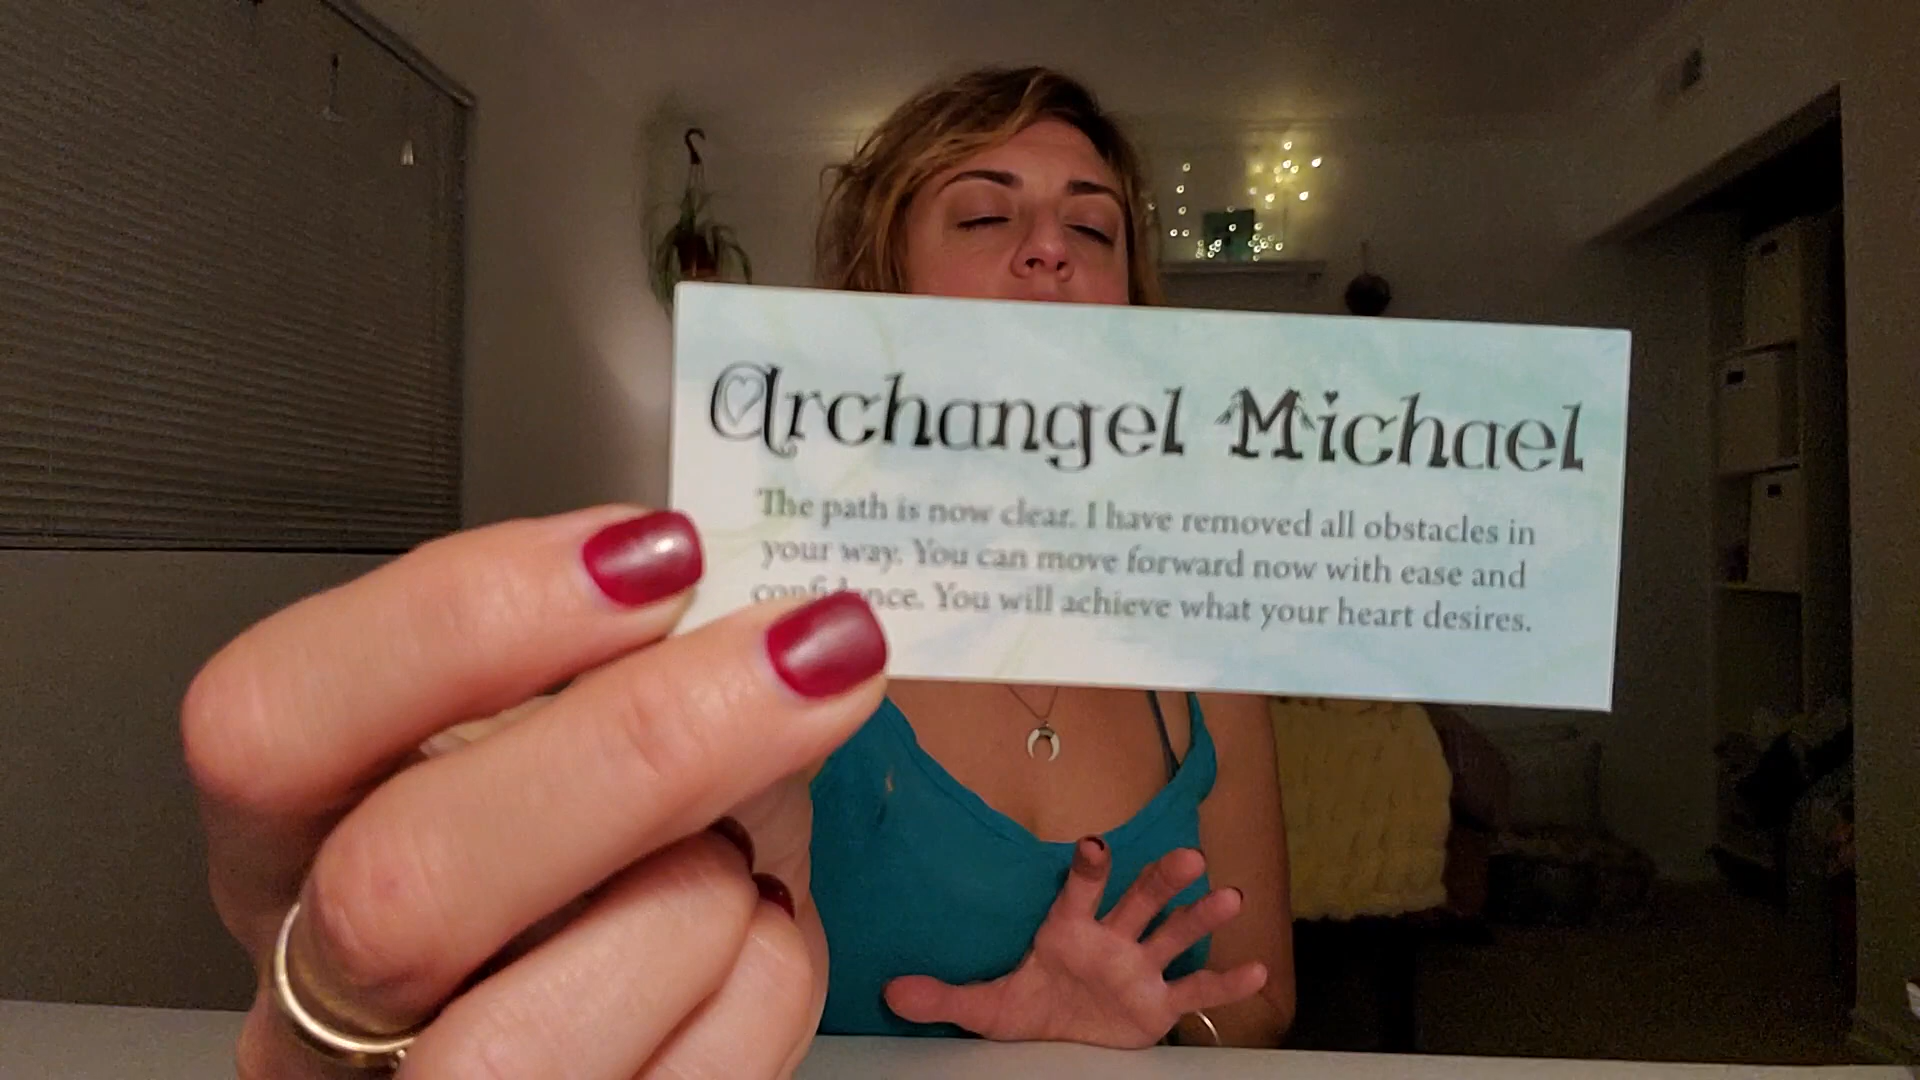 Archangel Michael
The path is now clear. I have removed all obstacles in
your way. You can move forward now with ease and
confidence. You will achieve what your heart desires.